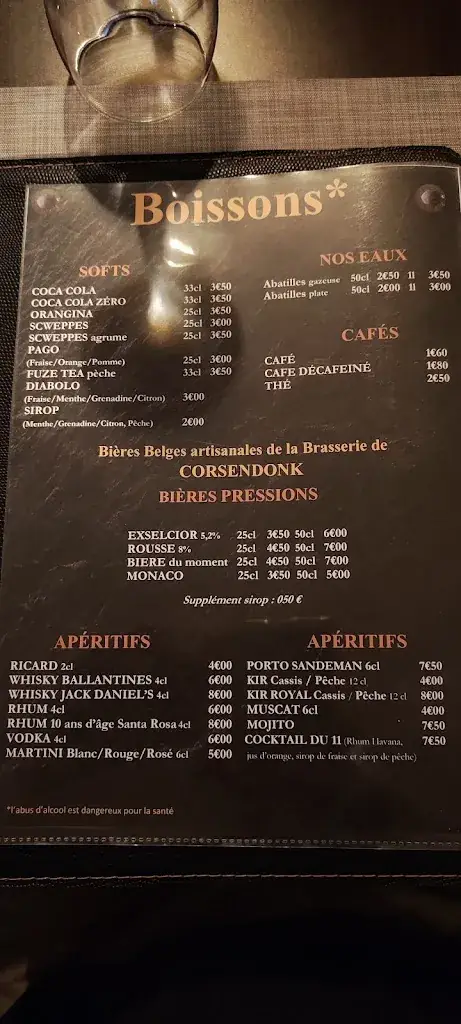 Boissons*
SOFTS
COCA COLA 33cl 3€50
COCA COLA ZÉRO 33cl 3€50
ORANGINA 25cl 3€50
SCWEPPES 25cl 3€00
SCWEPPES agrume 25cl 3€50
PAGO
(Fraise/Orange/Pomme) 25cl 3€00
FUZE TEA pèche 33cl 3€50
DIABOLO
(Fraise/Menthe/Grenadine/Citron) 3€00
SIROP
(Menthe/Grenadine/Citron, Pêche) 2€00
NOS EAUX
Abatilles gazeuse 50cl 2€50 1l 3€50
Abatilles plate 50cl 2€00 1l 3€00
CAFÉS
CAFÉ 1€60
CAFE DÉCAFEINÉ 1€80
THÉ 2€50
Bières Belges artisanales de la Brasserie de
CORSENDONK
BIÈRES PRESSIONS
EXSELCIOR 5,2% 25cl 3€50 50cl 6€00
ROUSSE 8% 25cl 4€50 50cl 7€00
BIERE du moment 25cl 4€50 50cl 7€00
MONACO 25cl 3€50 50cl 5€00
Supplément sirop : 050 €
APÉRITIFS
RICARD 2cl 4€00
WHISKY BALLANTINES 4cl 6€00
WHISKY JACK DANIEL'S 4cl 8€00
RHUM 4cl 6€00
RHUM 10 ans d'âge Santa Rosa 4cl 8€00
VODKA 4cl 6€00
MARTINI Blanc/Rouge/Rosé 6cl 5€00
APÉRITIFS
PORTO SANDEMAN 6cl 7€50
KIR Cassis / Pêche 12 cl 4€00
KIR ROYAL Cassis / Pêche 12 cl 8€00
MUSCAT 6cl 4€00
MOJITO 7€50
COCKTAIL DU 11 (Rhum Havana, 7€50
jus d'orange, sirop de fraise et sirop de pèche)
*l'abus d'alcool est dangereux pour la santé